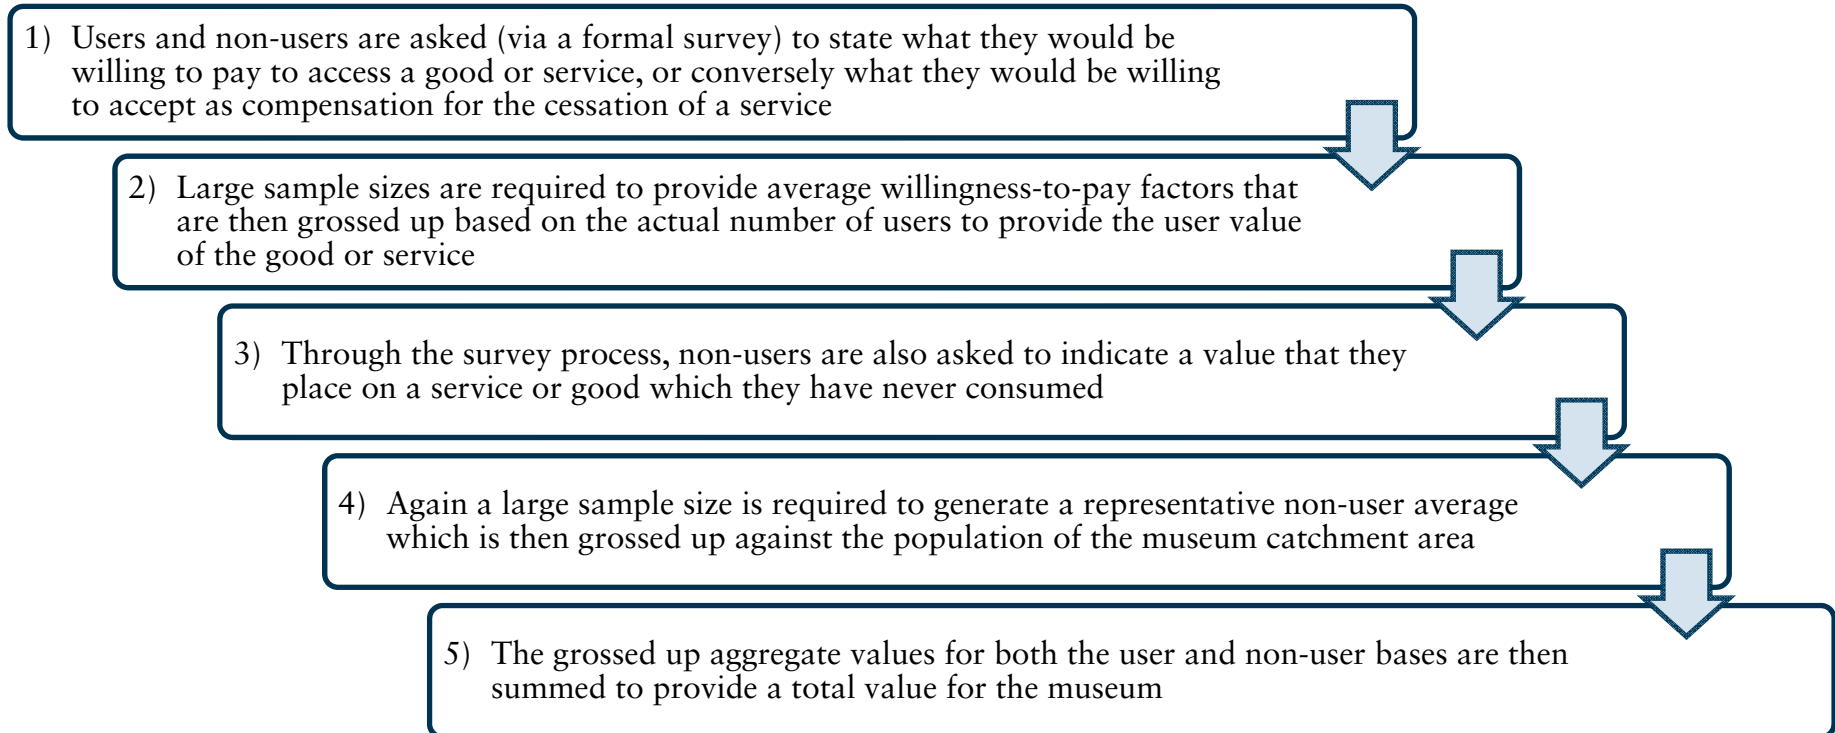 1) Users and non-users are asked (via a formal survey) to state what they would be
willing to pay to access a good or service, or conversely what they would be willing
to accept as compensation for the cessation of a service
2) Large sample sizes are required to provide average willingness-to-pay factors that
are then grossed up based on the actual number of users to provide the user value
of the good or service
3) Through the survey process, non-users are also asked to indicate a value that they
place on a service or good which they have never consumed
4) Again a large sample size is required to generate a representative non-user average
which is then grossed up against the population of the museum catchment area
5) The grossed up aggregate values for both the user and non-user bases are then
summed to provide a total value for the museum